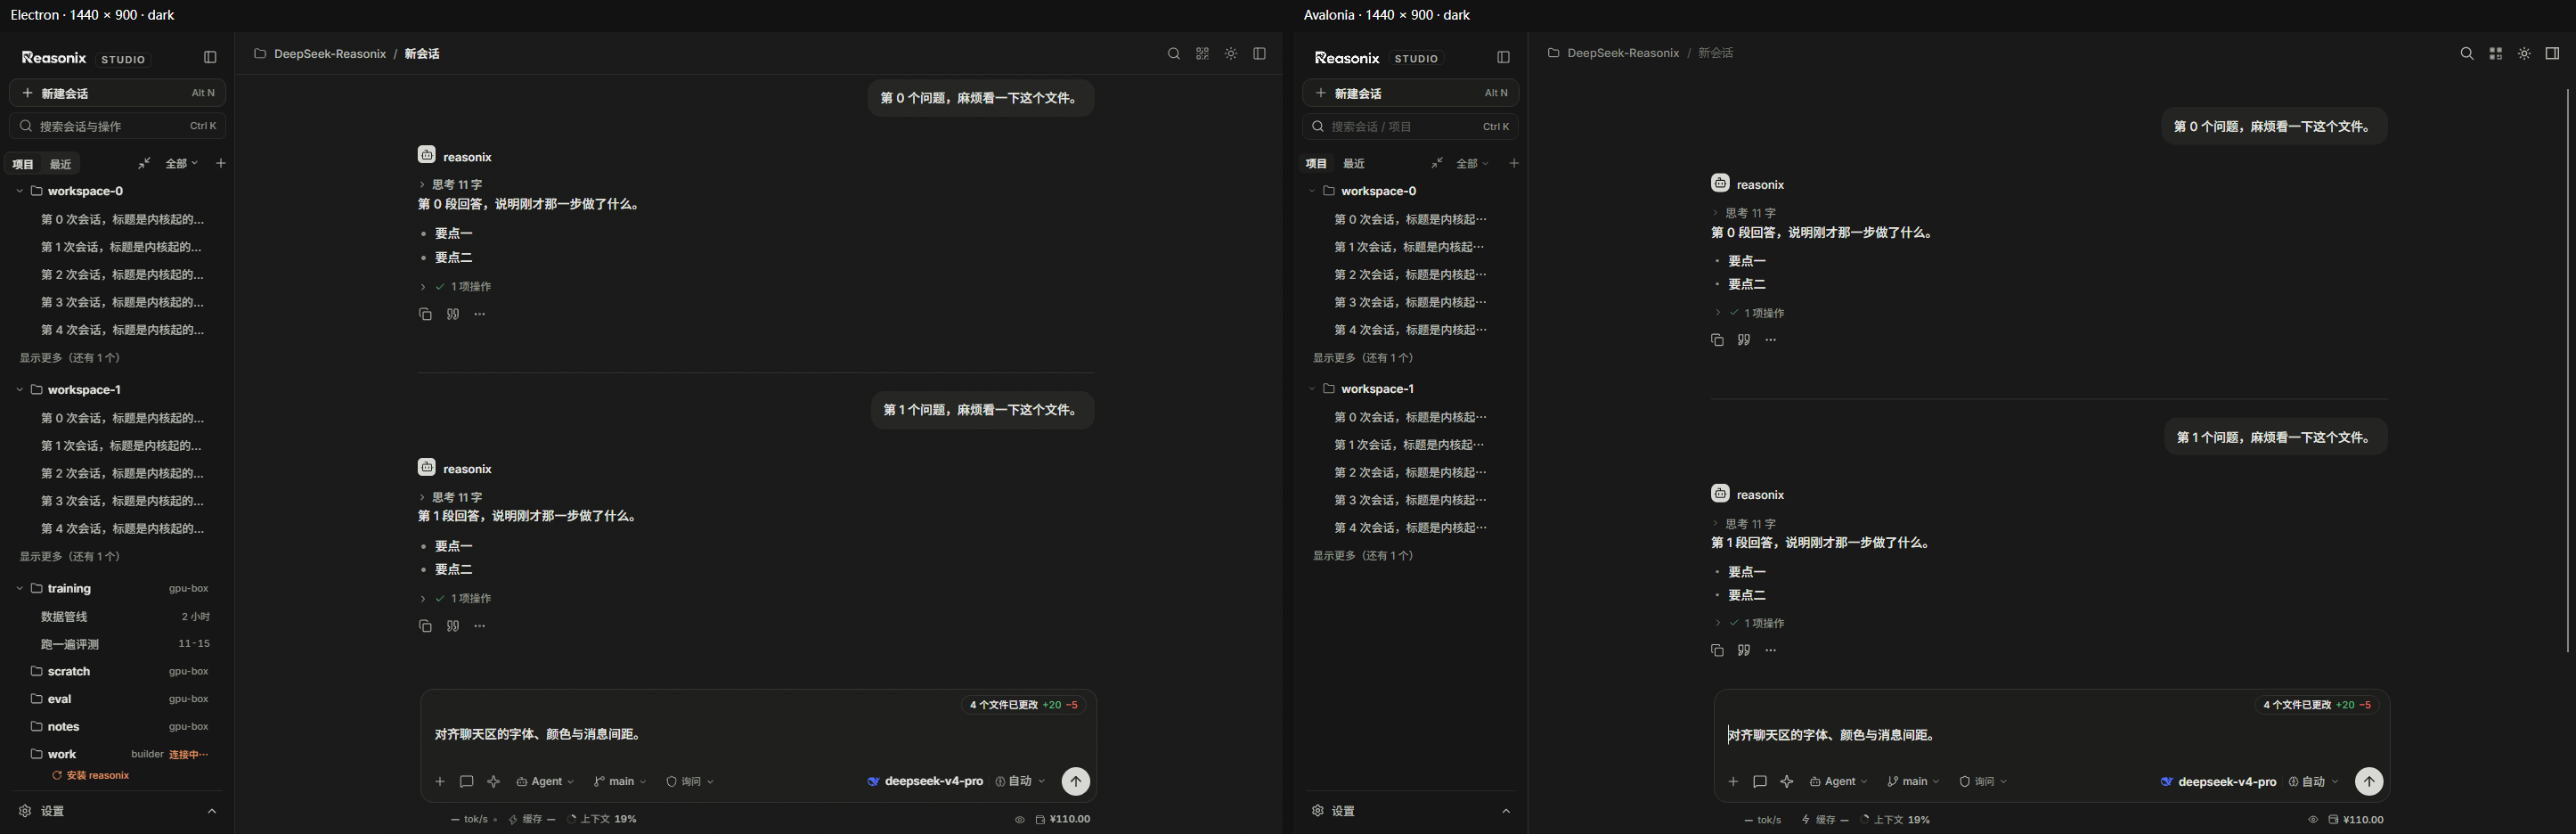 Electron · 1440 × 900 · dark
Reasonix STUDIO
DeepSeek-Reasonix / 新会话
新建会话 Alt N
搜索会话与操作 Ctrl K
项目 最近 全部
workspace-0
第 0 次会话，标题是内核起的...
第 1 次会话，标题是内核起的...
第 2 次会话，标题是内核起的...
第 3 次会话，标题是内核起的...
第 4 次会话，标题是内核起的...
显示更多（还有 1 个）
workspace-1
第 0 次会话，标题是内核起的...
第 1 次会话，标题是内核起的...
第 2 次会话，标题是内核起的...
第 3 次会话，标题是内核起的...
第 4 次会话，标题是内核起的...
显示更多（还有 1 个）
training gpu-box
数据管线 2 小时
跑一遍评测 11-15
scratch gpu-box
eval gpu-box
notes gpu-box
work builder 连接中···
安装 reasonix
设置
第 0 个问题，麻烦看一下这个文件。
reasonix
思考 11 字
第 0 段回答，说明刚才那一步做了什么。
• 要点一
• 要点二
1 项操作
第 1 个问题，麻烦看一下这个文件。
reasonix
思考 11 字
第 1 段回答，说明刚才那一步做了什么。
• 要点一
• 要点二
1 项操作
4 个文件已更改 +20 −5
对齐聊天区的字体、颜色与消息间距。
Agent main 询问 deepseek-v4-pro 自动
— tok/s • 缓存 — 上下文 19% ¥110.00
Avalonia · 1440 × 900 · dark
Reasonix STUDIO
DeepSeek-Reasonix / 新会话
新建会话 Alt N
搜索会话 / 项目 Ctrl K
项目 最近 全部
workspace-0
第 0 次会话，标题是内核起···
第 1 次会话，标题是内核起···
第 2 次会话，标题是内核起···
第 3 次会话，标题是内核起···
第 4 次会话，标题是内核起···
显示更多（还有 1 个）
workspace-1
第 0 次会话，标题是内核起···
第 1 次会话，标题是内核起···
第 2 次会话，标题是内核起···
第 3 次会话，标题是内核起···
第 4 次会话，标题是内核起···
显示更多（还有 1 个）
设置
第 0 个问题，麻烦看一下这个文件。
reasonix
思考 11 字
第 0 段回答，说明刚才那一步做了什么。
• 要点一
• 要点二
1 项操作
第 1 个问题，麻烦看一下这个文件。
reasonix
思考 11 字
第 1 段回答，说明刚才那一步做了什么。
• 要点一
• 要点二
1 项操作
4 个文件已更改 +20 −5
对齐聊天区的字体、颜色与消息间距。
Agent main 询问 deepseek-v4-pro 自动
— tok/s 缓存 — 上下文 19% ¥110.00